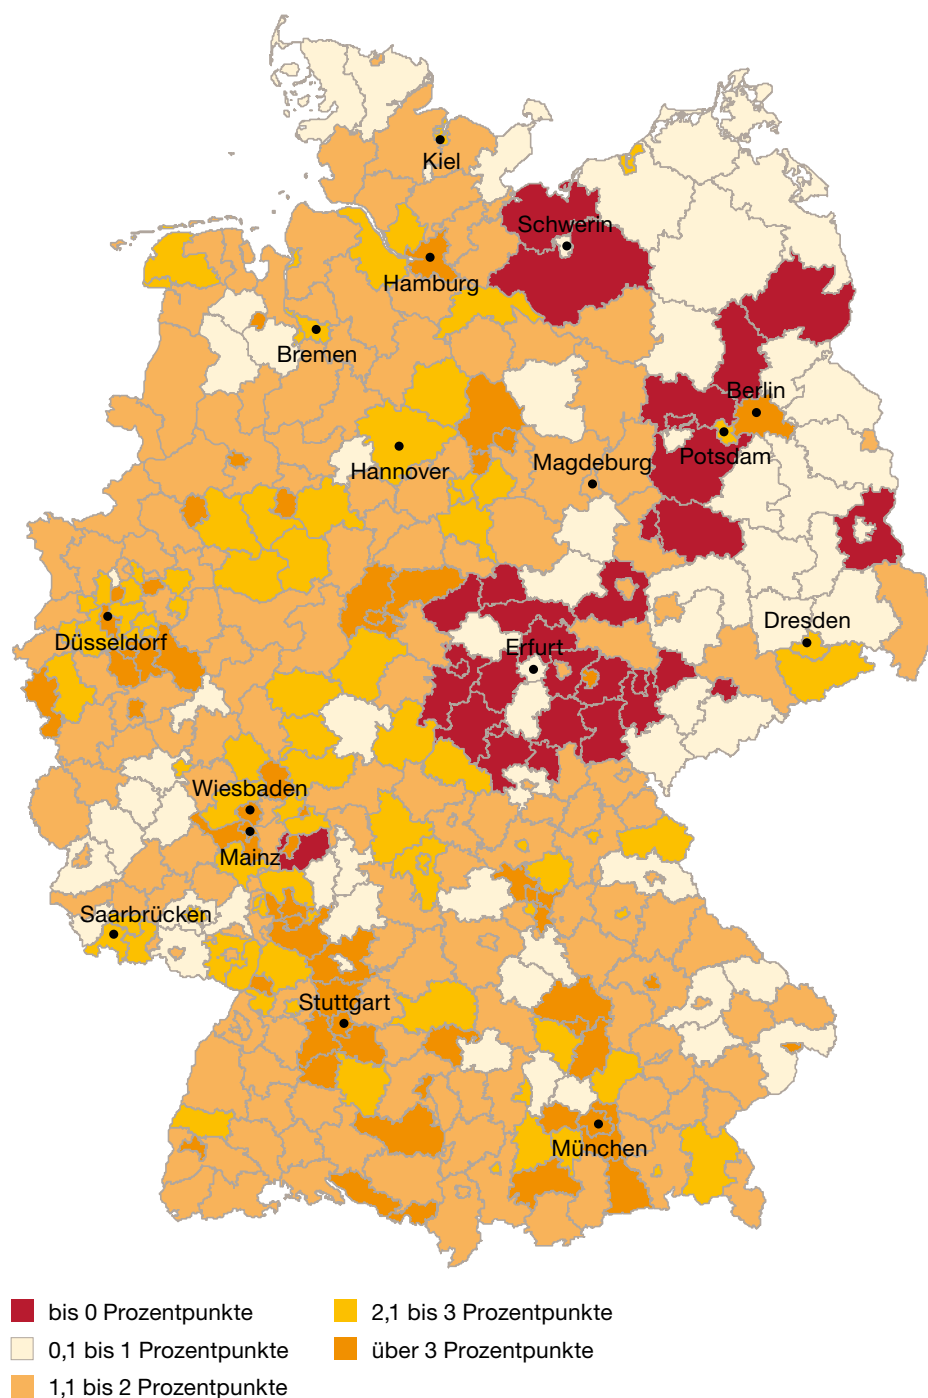 Kiel
Schwerin
Hamburg
Bremen
Berlin
Potsdam
Hannover
Magdeburg
Düsseldorf
Dresden
Erfurt
Wiesbaden
Mainz
Saarbrücken
Stuttgart
München
bis 0 Prozentpunkte
0,1 bis 1 Prozentpunkte
1,1 bis 2 Prozentpunkte
2,1 bis 3 Prozentpunkte
über 3 Prozentpunkte